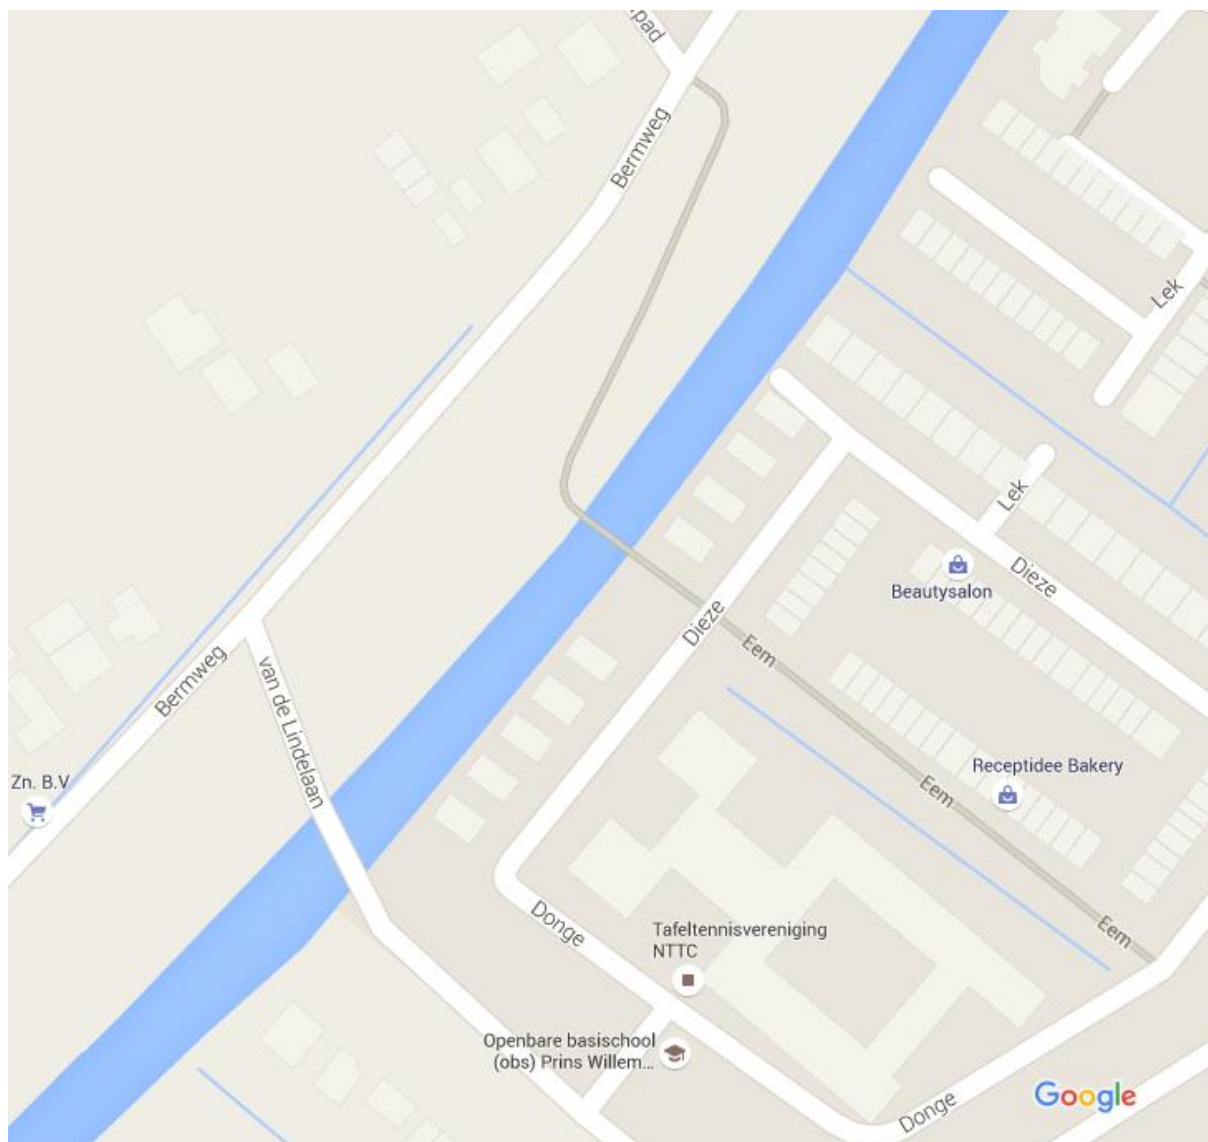 pad
Bermweg
Lek
Lek
Dieze
Beautysalon
Dieze
Eem
Bermweg
van de Lindelaan
Zn. B.V
Receptidee Bakery
Eem
Donge
Tafeltennisvereniging
NTTC
Eem
Openbare basischool
(obs) Prins Willem...
Donge
Google